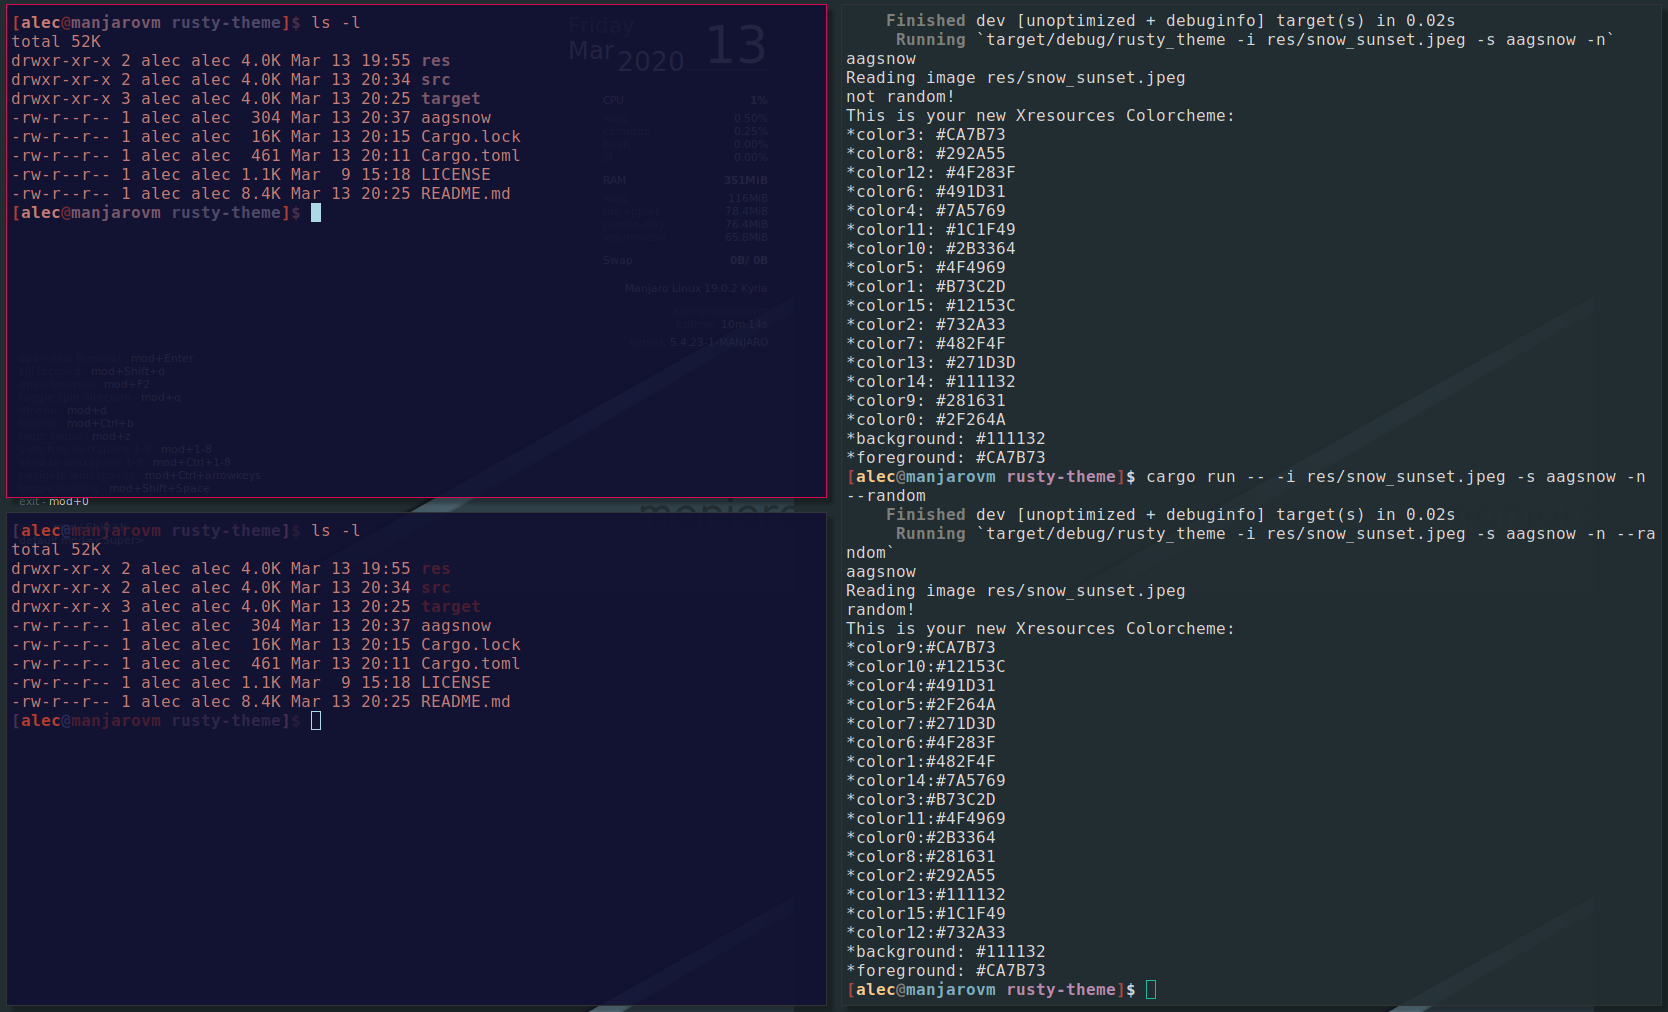 [alec@manjarovm rusty-theme]$ ls -l
total 52K
drwxr-xr-x 2 alec alec 4.0K Mar 13 19:55 res
drwxr-xr-x 2 alec alec 4.0K Mar 13 20:34 src
drwxr-xr-x 3 alec alec 4.0K Mar 13 20:25 target
-rw-r--r-- 1 alec alec  304 Mar 13 20:37 aagsnow
-rw-r--r-- 1 alec alec  16K Mar 13 20:15 Cargo.lock
-rw-r--r-- 1 alec alec  461 Mar 13 20:11 Cargo.toml
-rw-r--r-- 1 alec alec 1.1K Mar  9 15:18 LICENSE
-rw-r--r-- 1 alec alec 8.4K Mar 13 20:25 README.md
[alec@manjarovm rusty-theme]$
Friday
Mar 2020 13
CPU 1%
0.50%
0.25%
0.00%
0.00%
RAM 351MiB
116MiB
78.4MiB
76.4MiB
65.8MiB
Swap 0B/ 0B
Manjaro Linux 19.0.2 Kyria
10m 14s
5.4.23-1-MANJARO
mod+Enter
mod+Shift+q
mod+F2
mod+q
mod+d
mod+Ctrl+b
mod+z
mod+1-8
mod+Ctrl+1-8
mod+Ctrl+arrowkeys
mod+Shift+Space
exit - mod+0
manjaro
[alec@manjarovm rusty-theme]$ ls -l
total 52K
drwxr-xr-x 2 alec alec 4.0K Mar 13 19:55 res
drwxr-xr-x 2 alec alec 4.0K Mar 13 20:34 src
drwxr-xr-x 3 alec alec 4.0K Mar 13 20:25 target
-rw-r--r-- 1 alec alec  304 Mar 13 20:37 aagsnow
-rw-r--r-- 1 alec alec  16K Mar 13 20:15 Cargo.lock
-rw-r--r-- 1 alec alec  461 Mar 13 20:11 Cargo.toml
-rw-r--r-- 1 alec alec 1.1K Mar  9 15:18 LICENSE
-rw-r--r-- 1 alec alec 8.4K Mar 13 20:25 README.md
[alec@manjarovm rusty-theme]$
    Finished dev [unoptimized + debuginfo] target(s) in 0.02s
     Running `target/debug/rusty_theme -i res/snow_sunset.jpeg -s aagsnow -n`
aagsnow
Reading image res/snow_sunset.jpeg
not random!
This is your new Xresources Colorcheme:
*color3: #CA7B73
*color8: #292A55
*color12: #4F283F
*color6: #491D31
*color4: #7A5769
*color11: #1C1F49
*color10: #2B3364
*color5: #4F4969
*color1: #B73C2D
*color15: #12153C
*color2: #732A33
*color7: #482F4F
*color13: #271D3D
*color14: #111132
*color9: #281631
*color0: #2F264A
*background: #111132
*foreground: #CA7B73
[alec@manjarovm rusty-theme]$ cargo run -- -i res/snow_sunset.jpeg -s aagsnow -n
--random
    Finished dev [unoptimized + debuginfo] target(s) in 0.02s
     Running `target/debug/rusty_theme -i res/snow_sunset.jpeg -s aagsnow -n --ra
ndom`
aagsnow
Reading image res/snow_sunset.jpeg
random!
This is your new Xresources Colorcheme:
*color9:#CA7B73
*color10:#12153C
*color4:#491D31
*color5:#2F264A
*color7:#271D3D
*color6:#4F283F
*color1:#482F4F
*color14:#7A5769
*color3:#B73C2D
*color11:#4F4969
*color0:#2B3364
*color8:#281631
*color2:#292A55
*color13:#111132
*color15:#1C1F49
*color12:#732A33
*background: #111132
*foreground: #CA7B73
[alec@manjarovm rusty-theme]$